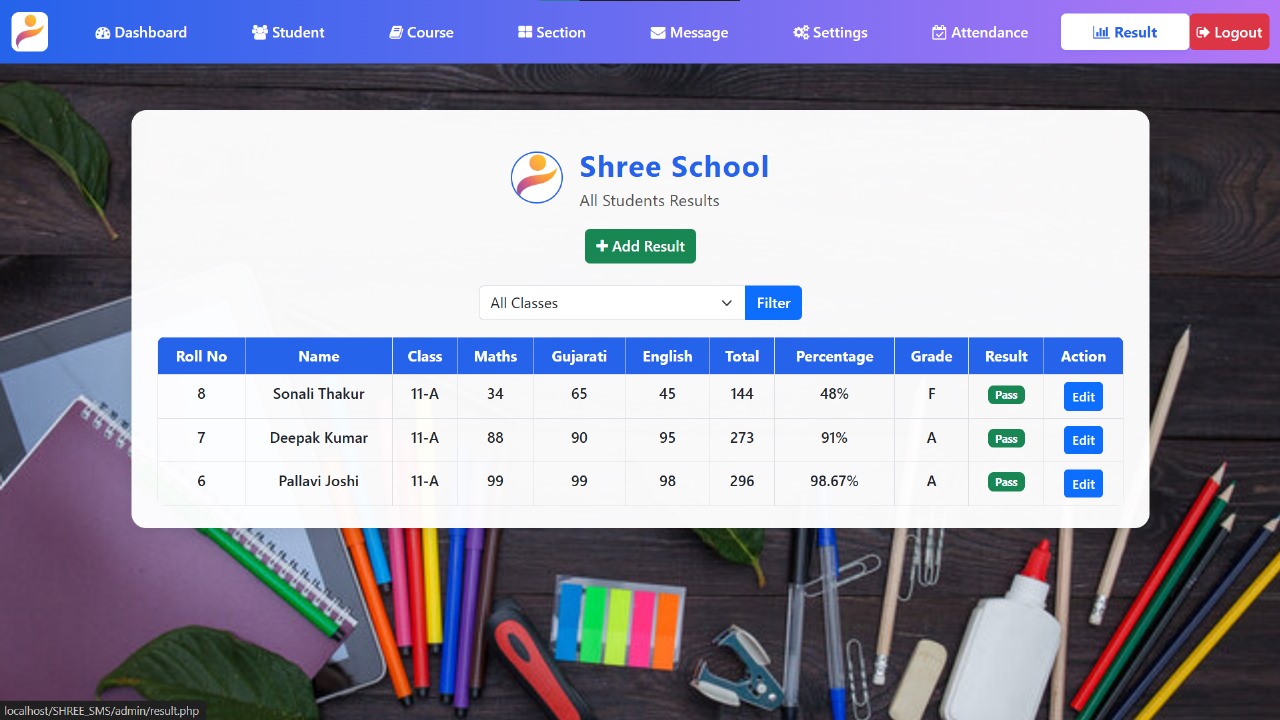 Dashboard Student Course Section Message Settings Attendance Result Logout
Shree School
All Students Results
Add Result
All Classes Filter
Roll No Name Class Maths Gujarati English Total Percentage Grade Result Action
8 Sonali Thakur 11-A 34 65 45 144 48% F Pass Edit
7 Deepak Kumar 11-A 88 90 95 273 91% A Pass Edit
6 Pallavi Joshi 11-A 99 99 98 296 98.67% A Pass Edit
localhost/SHREE_SMS/admin/result.php